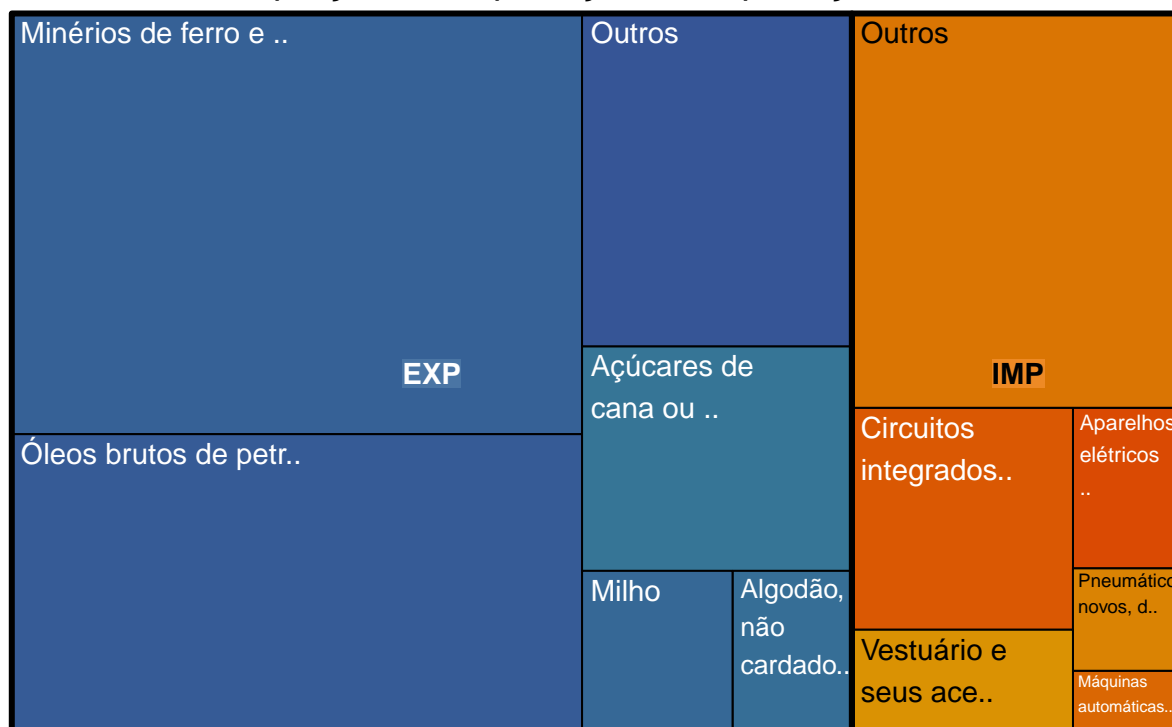 Minérios de ferro e ..
EXP
Óleos brutos de petr..
Outros
Açúcares de
cana ou ..
Milho
Algodão,
não
cardado..
Outros
IMP
Circuitos
integrados..
Aparelhos
elétricos
..
Vestuário e
seus ace..
novos, d..
Máquinas
automáticas..